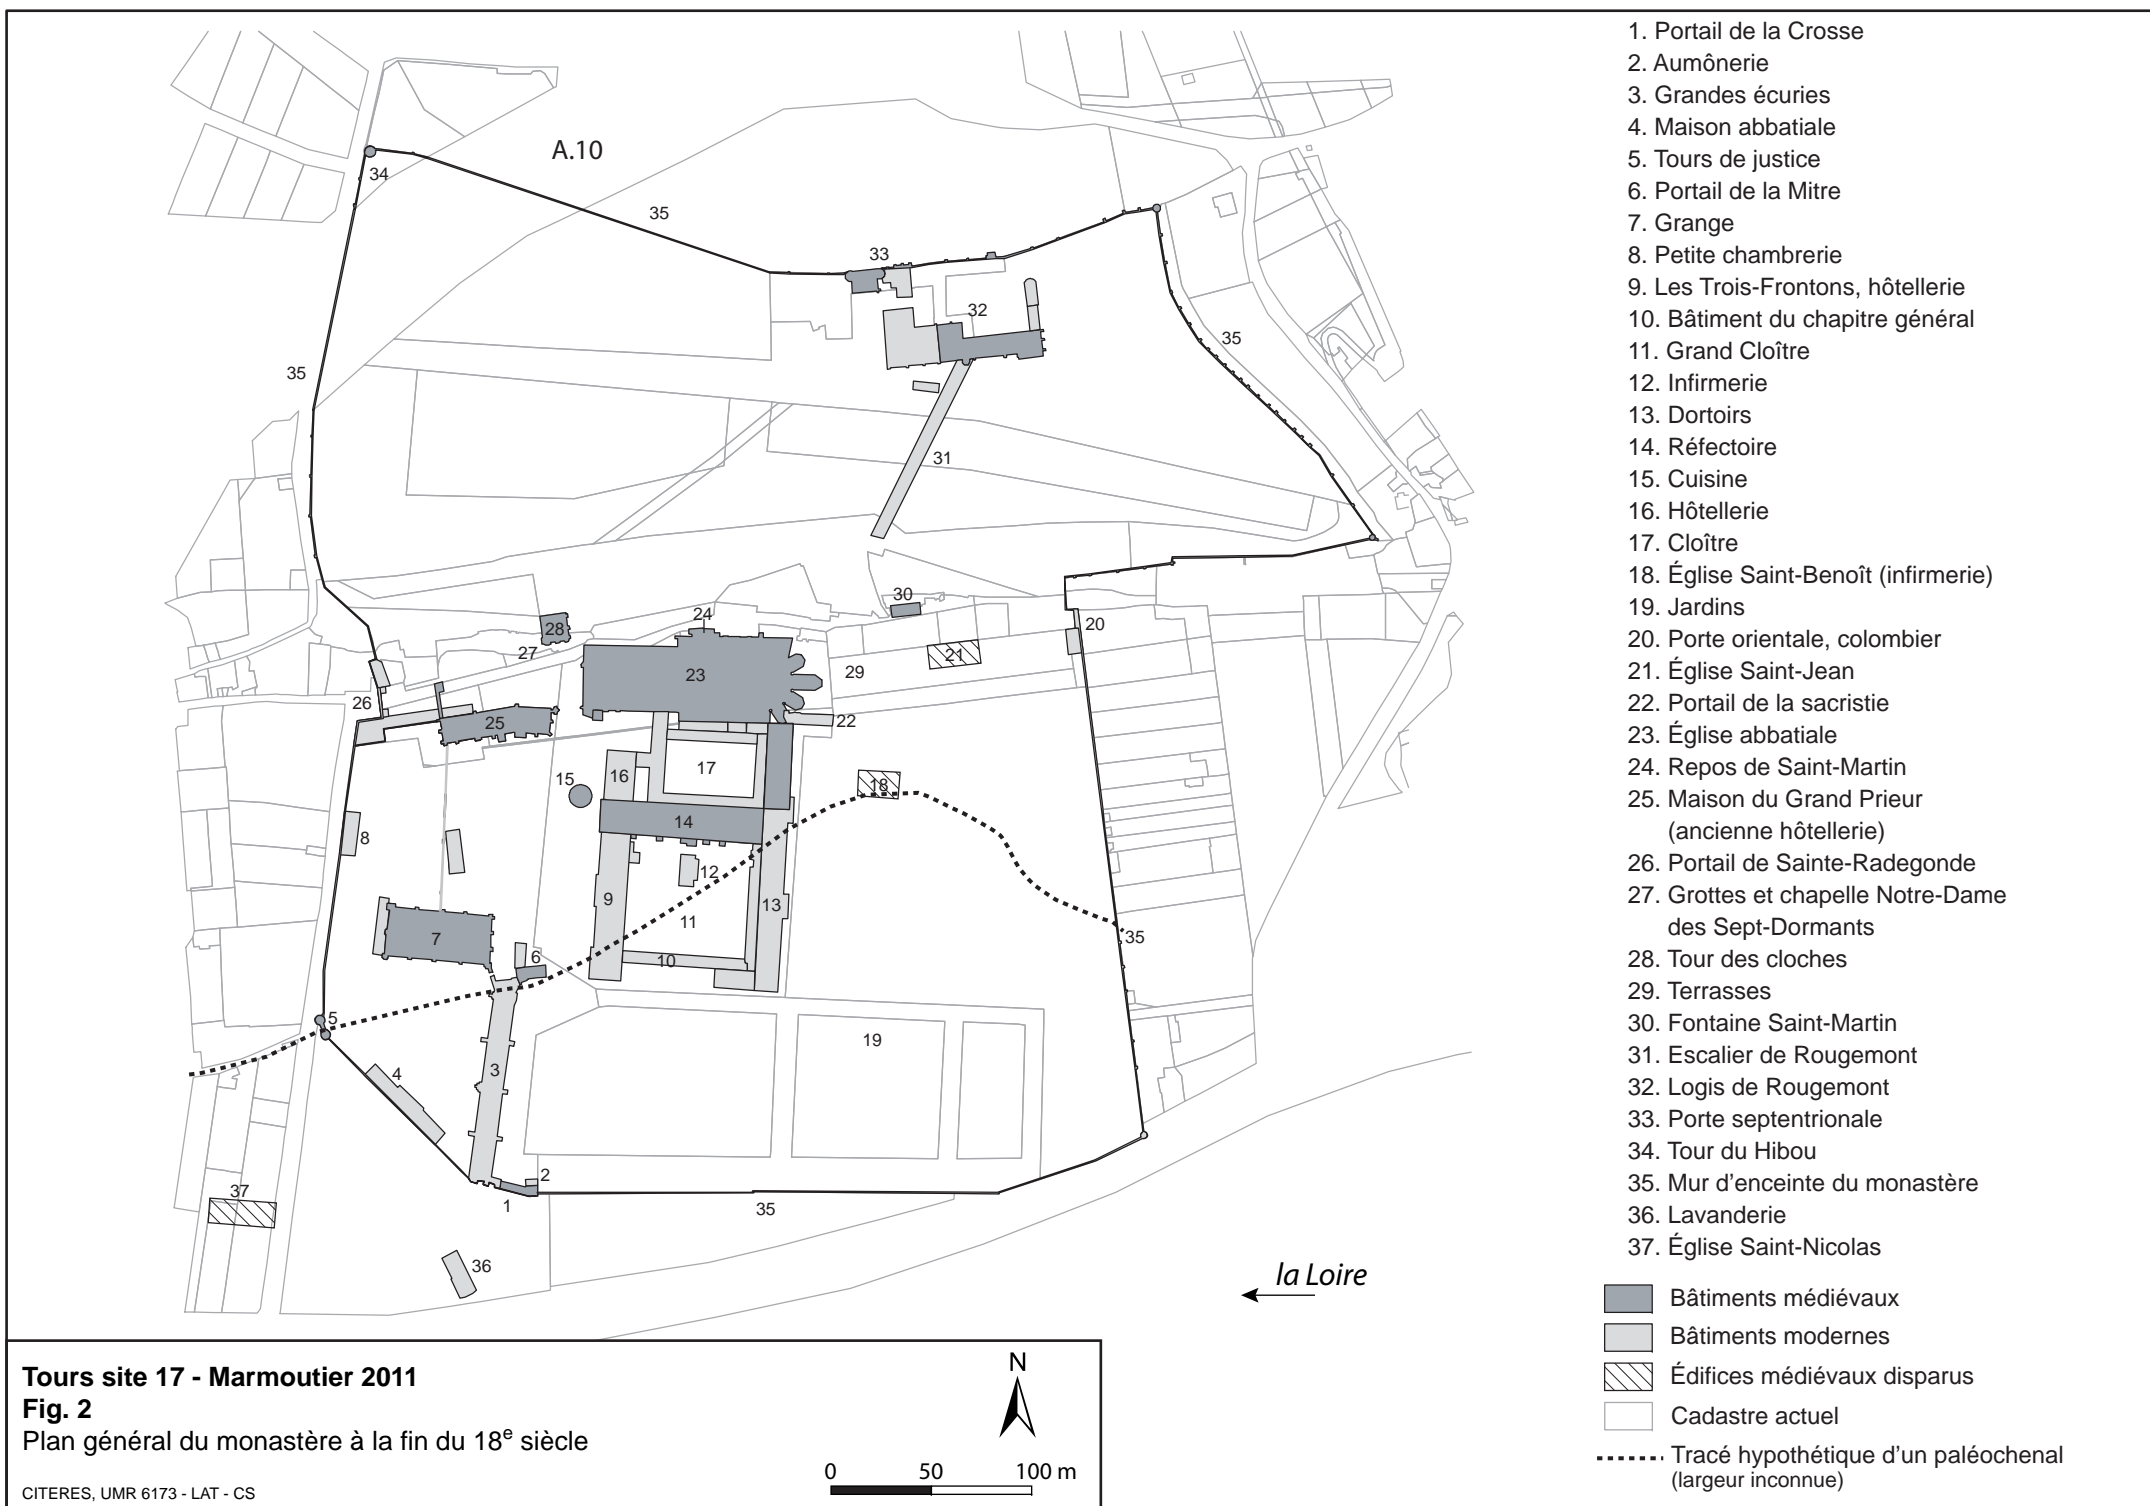 1. Portail de la Crosse
2. Aumônerie
3. Grandes écuries
4. Maison abbatiale
5. Tours de justice
6. Portail de la Mitre
7. Grange
8. Petite chambrerie
9. Les Trois-Frontons, hôtellerie
10. Bâtiment du chapitre général
11. Grand Cloître
12. Infirmerie
13. Dortoirs
14. Réfectoire
15. Cuisine
16. Hôtellerie
17. Cloître
18. Église Saint-Benoît (infirmerie)
19. Jardins
20. Porte orientale, colombier
21. Église Saint-Jean
22. Portail de la sacristie
23. Église abbatiale
24. Repos de Saint-Martin
25. Maison du Grand Prieur
(ancienne hôtellerie)
26. Portail de Sainte-Radegonde
27. Grottes et chapelle Notre-Dame
des Sept-Dormants
28. Tour des cloches
29. Terrasses
30. Fontaine Saint-Martin
31. Escalier de Rougemont
32. Logis de Rougemont
33. Porte septentrionale
34. Tour du Hibou
35. Mur d'enceinte du monastère
36. Lavanderie
37. Église Saint-Nicolas
Bâtiments médiévaux
Bâtiments modernes
Édifices médiévaux disparus
Cadastre actuel
Tracé hypothétique d'un paléochenal
(largeur inconnue)
A.10
34
35
33
32
35
35
31
30
24
20
28
27
21
29
23
26
25
22
17
16
15
18
14
8
12
9
13
11
7
35
6
10
5
19
4
3
2
37
1
35
36
la Loire
Tours site 17 - Marmoutier 2011
Fig. 2
Plan général du monastère à la fin du 18e siècle
CITERES, UMR 6173 - LAT - CS
N
0 50 100 m